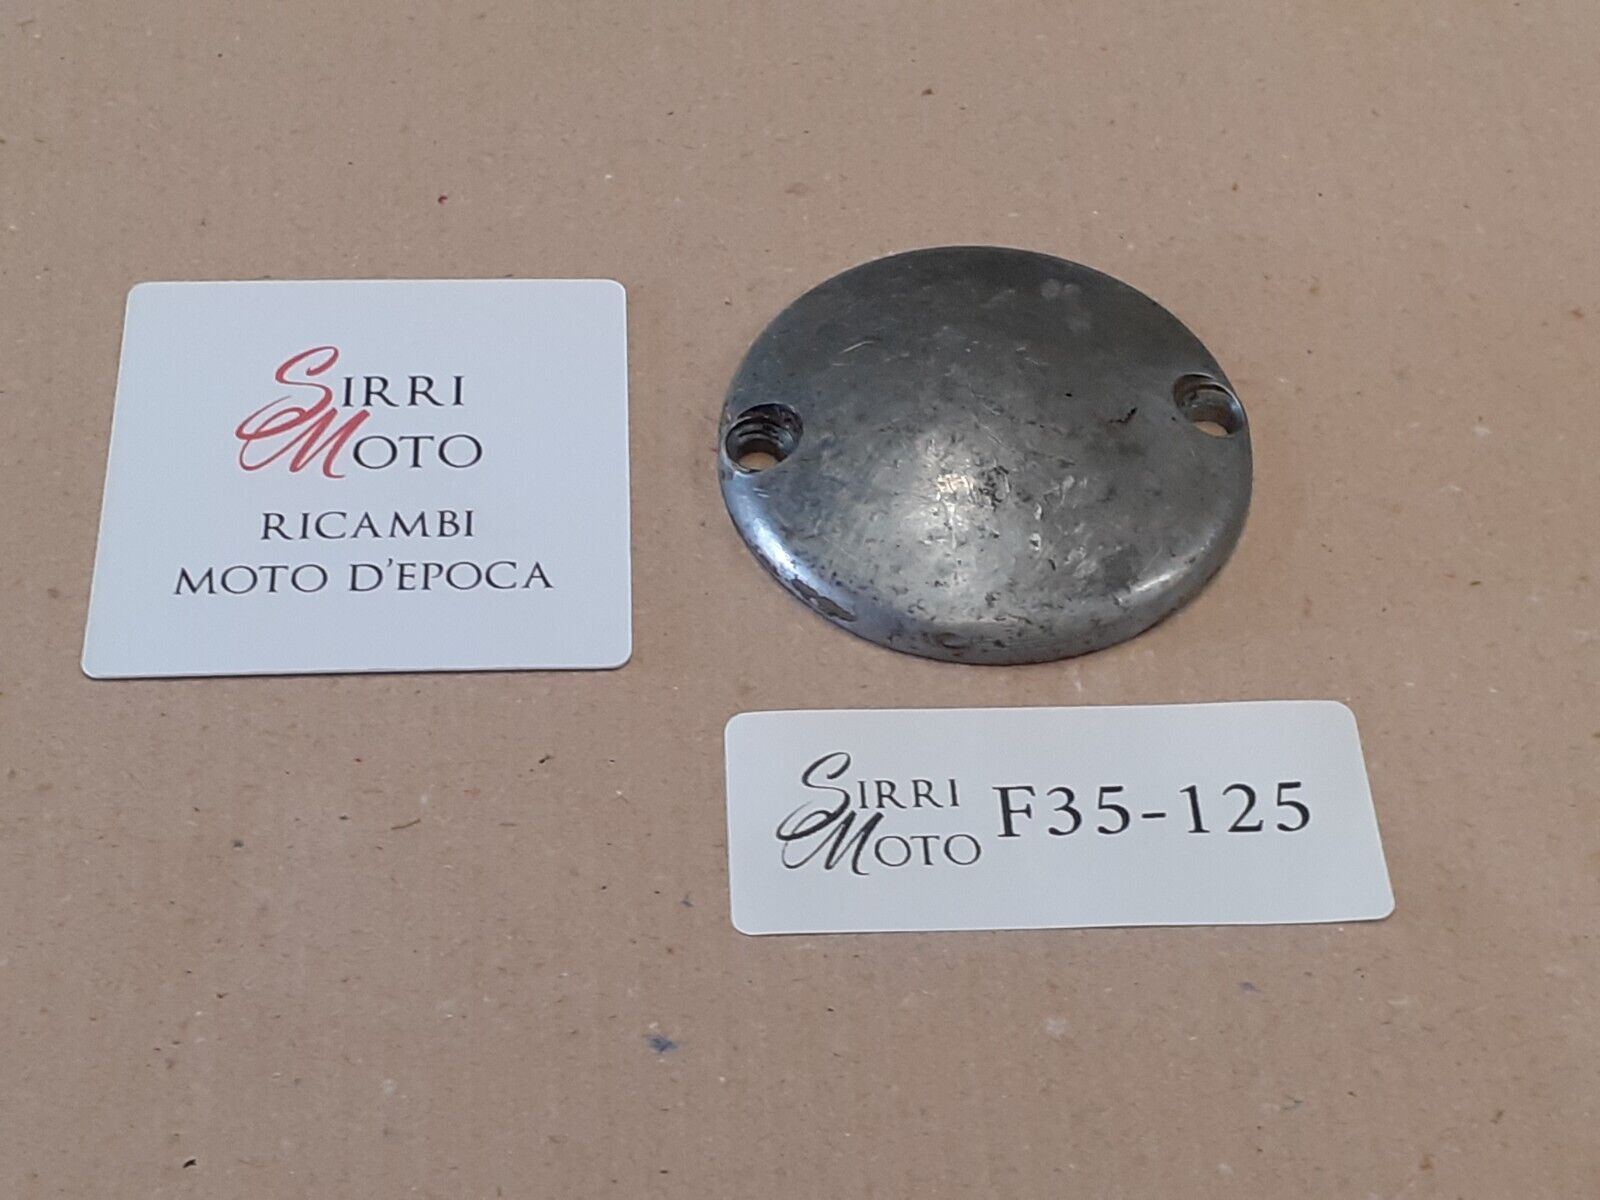 SIRRI
MOTO
RICAMBI
MOTO D'EPOCA
SIRRI
MOTO
F35-125